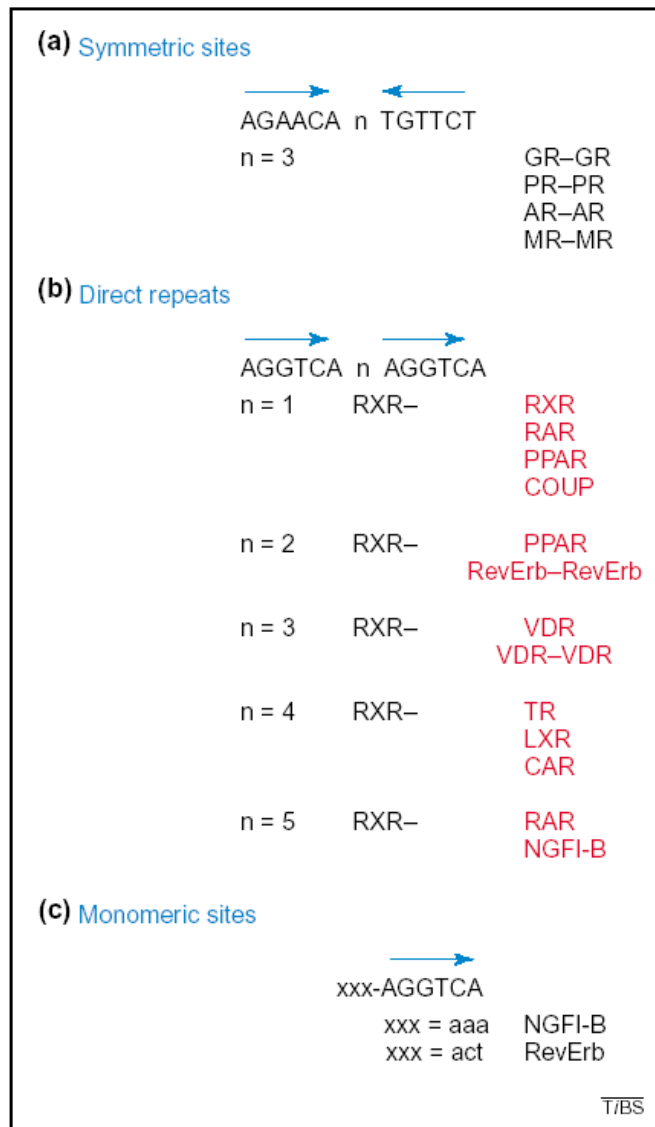 (a) Symmetric sites
AGAACA n TGTTCT
n = 3 GR–GR
PR–PR
AR–AR
MR–MR
(b) Direct repeats
AGGTCA n AGGTCA
n = 1 RXR– RXR
RAR
PPAR
COUP
n = 2 RXR– PPAR
RevErb–RevErb
n = 3 RXR– VDR
VDR–VDR
n = 4 RXR– TR
LXR
CAR
n = 5 RXR– RAR
NGFI-B
(c) Monomeric sites
xxx-AGGTCA
xxx = aaa NGFI-B
xxx = act RevErb
TiBS